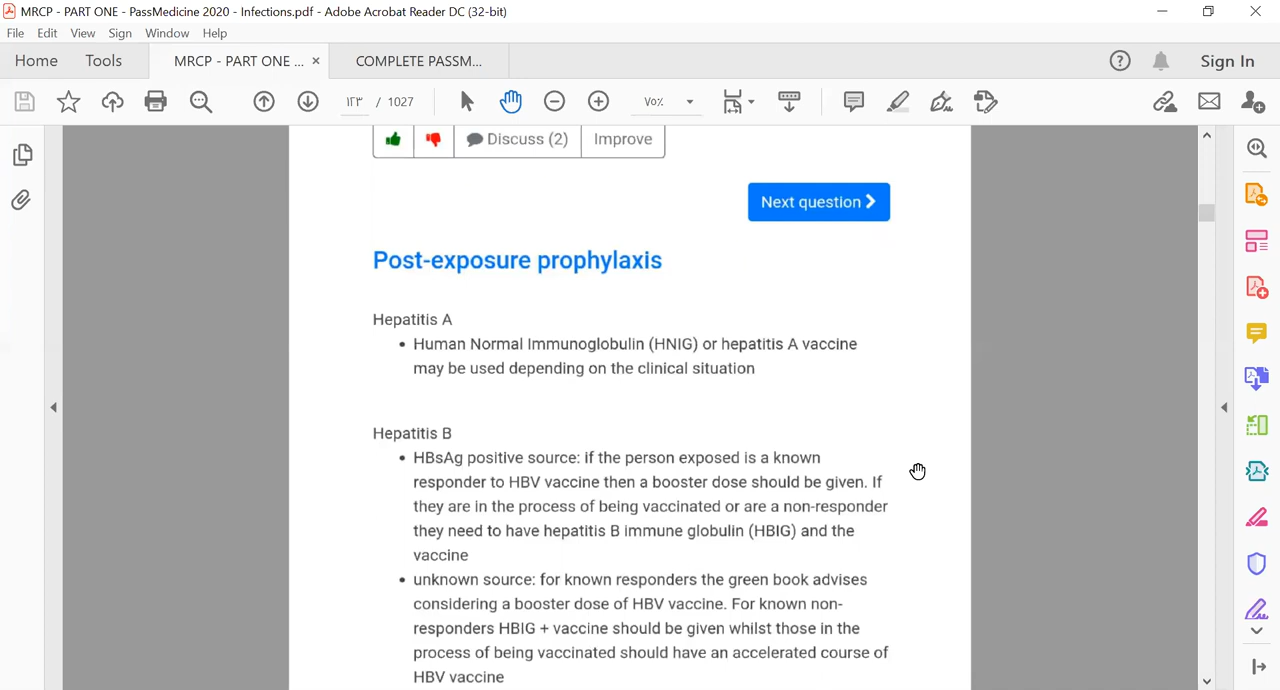 MRCP - PART ONE - PassMedicine 2020 - Infections.pdf - Adobe Acrobat Reader DC (32-bit)
File Edit View Sign Window Help
Home Tools MRCP - PART ONE ... × COMPLETE PASSM... Sign In
١٢٣ / 1027 ٧٥%
Discuss (2) Improve
Next question
Post-exposure prophylaxis
Hepatitis A
• Human Normal Immunoglobulin (HNIG) or hepatitis A vaccine
may be used depending on the clinical situation
Hepatitis B
• HBsAg positive source: if the person exposed is a known
responder to HBV vaccine then a booster dose should be given. If
they are in the process of being vaccinated or are a non-responder
they need to have hepatitis B immune globulin (HBIG) and the
vaccine
• unknown source: for known responders the green book advises
considering a booster dose of HBV vaccine. For known non-
responders HBIG + vaccine should be given whilst those in the
process of being vaccinated should have an accelerated course of
HBV vaccine